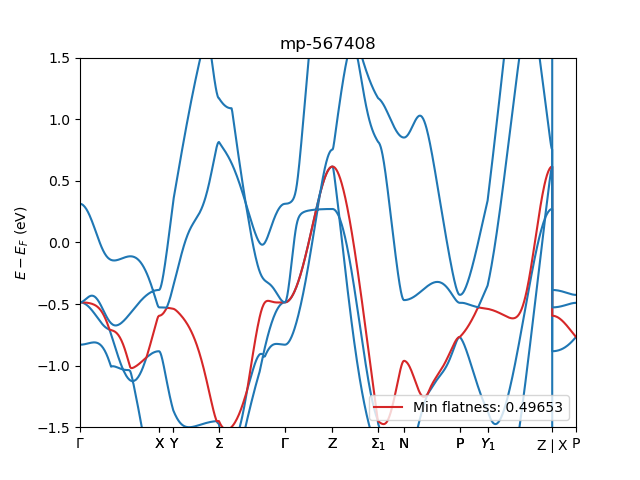 mp-567408
E − E_F (eV)
1.5
1.0
0.5
0.0
−0.5
−1.0
−1.5
Min flatness: 0.49653
Γ X Y Σ Γ Z Σ₁ N P Y₁ Z | X P